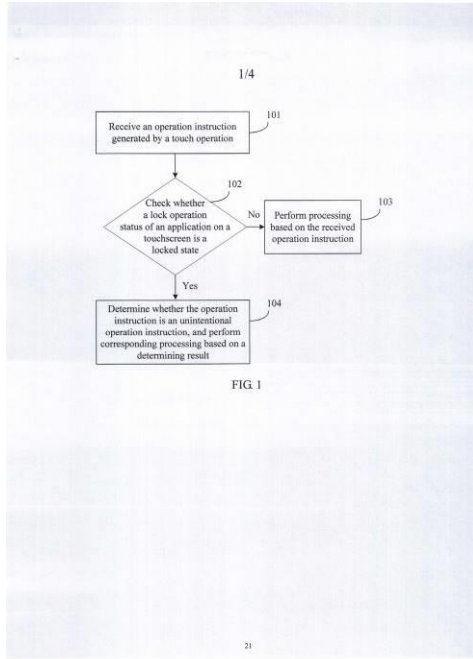 1/4
101
Receive an operation instruction
generated by a touch operation
102
Check whether
a lock operation
status of an application on a
touchscreen is a
locked state
No
103
Perform processing
based on the received
operation instruction
Yes
104
Determine whether the operation
instruction is an unintentional
operation instruction, and perform
corresponding processing based on a
determining result
FIG. 1
21